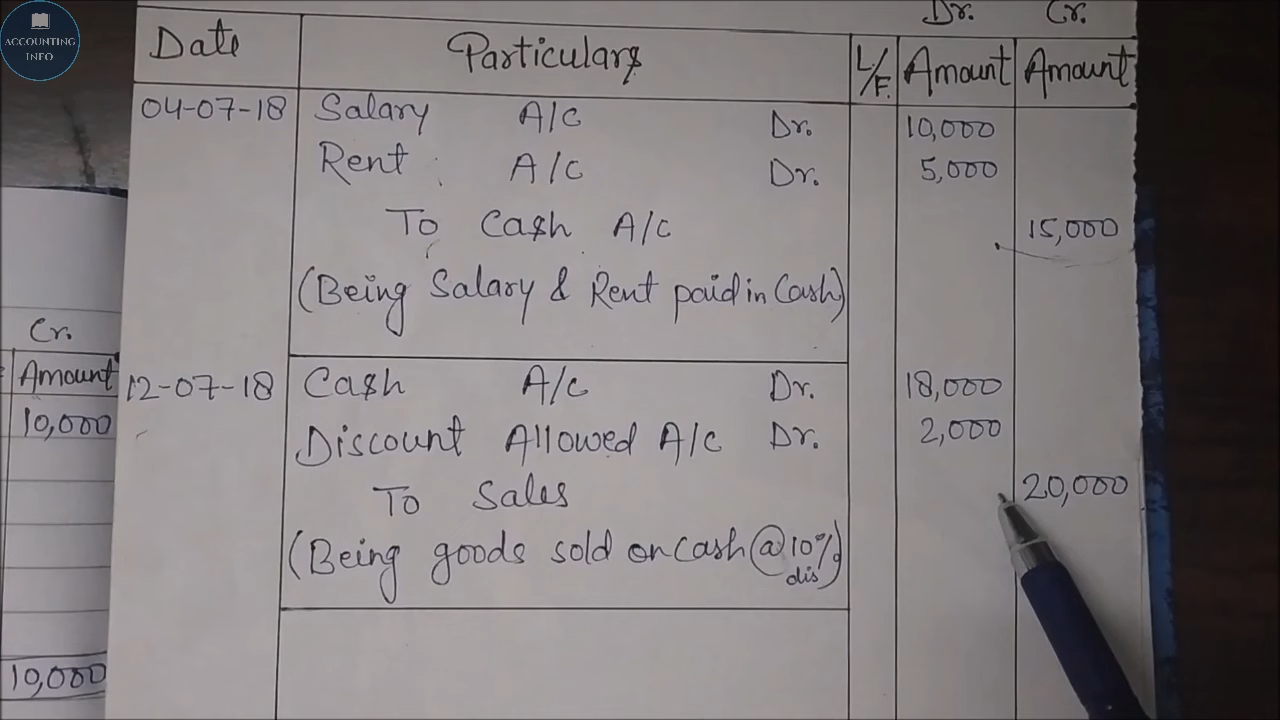 ACCOUNTING
INFO
Dr. Cr.
Date Particulars L/F. Amount Amount
04-07-18 Salary A/C Dr. 10,000
Rent A/C Dr. 5,000
To Cash A/C 15,000
(Being Salary & Rent paid in Cash)
12-07-18 Cash A/C Dr. 18,000
Discount Allowed A/C Dr. 2,000
To Sales 20,000
(Being goods sold on cash @ 10% dis)
Cr.
Amount
10,000
10,000